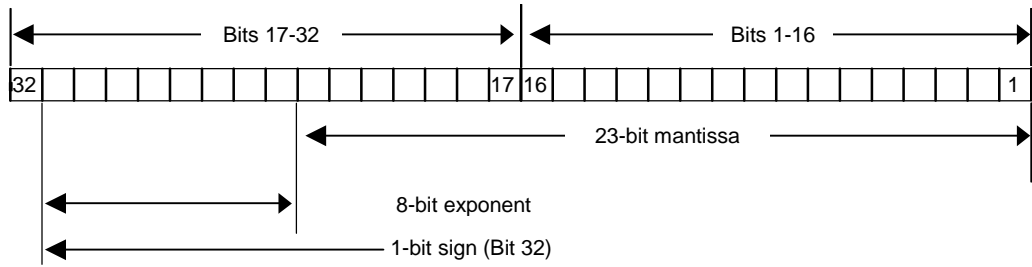 Bits 17-32 Bits 1-16
32 17 16 1
23-bit mantissa
8-bit exponent
1-bit sign (Bit 32)